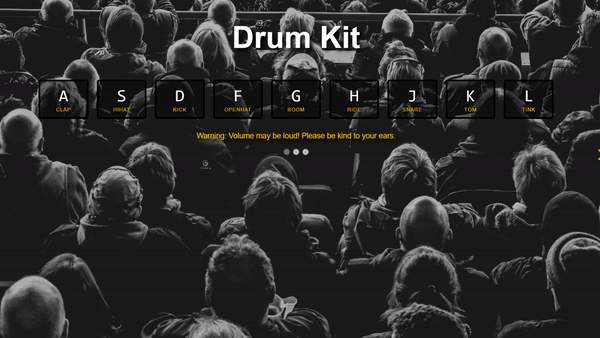 Drum Kit
A S D F G H J K L
CLAP HIHAT KICK OPENHAT BOOM RIDE SNARE TOM TINK
Warning: Volume may be loud! Please be kind to your ears.